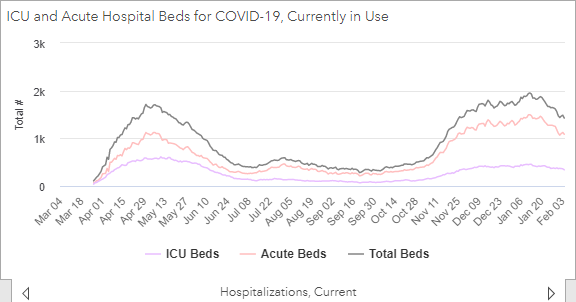 ICU and Acute Hospital Beds for COVID-19, Currently in Use
Total #
3k
2k
1k
0
Mar 04
Mar 18
Apr 01
Apr 15
Apr 29
May 13
May 27
Jun 10
Jun 24
Jul 08
Jul 22
Aug 05
Aug 19
Sep 02
Sep 16
Sep 30
Oct 14
Oct 28
Nov 11
Nov 25
Dec 09
Dec 23
Jan 06
Jan 20
Feb 03
ICU Beds Acute Beds Total Beds
Hospitalizations, Current